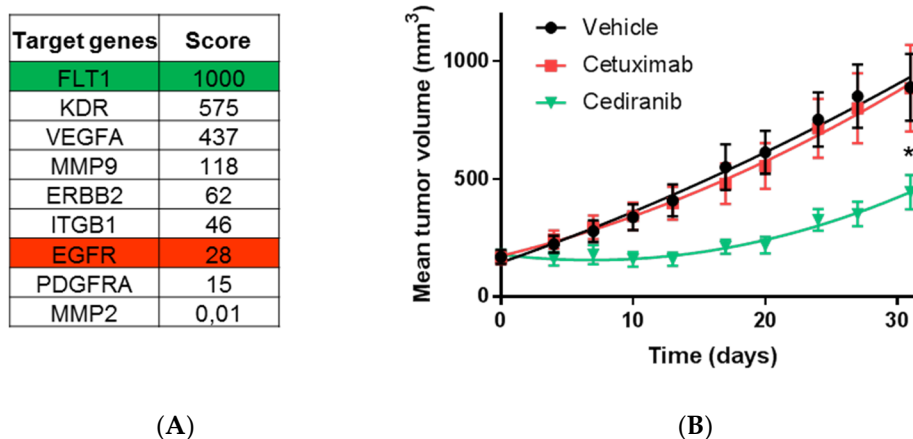 Target genes Score
FLT1 1000
KDR 575
VEGFA 437
MMP9 118
ERBB2 62
ITGB1 46
EGFR 28
PDGFRA 15
MMP2 0,01
(A)
Mean tumor volume (mm³)
1000
500
0
Vehicle
Cetuximab
Cediranib
*
0 10 20 30
Time (days)
(B)